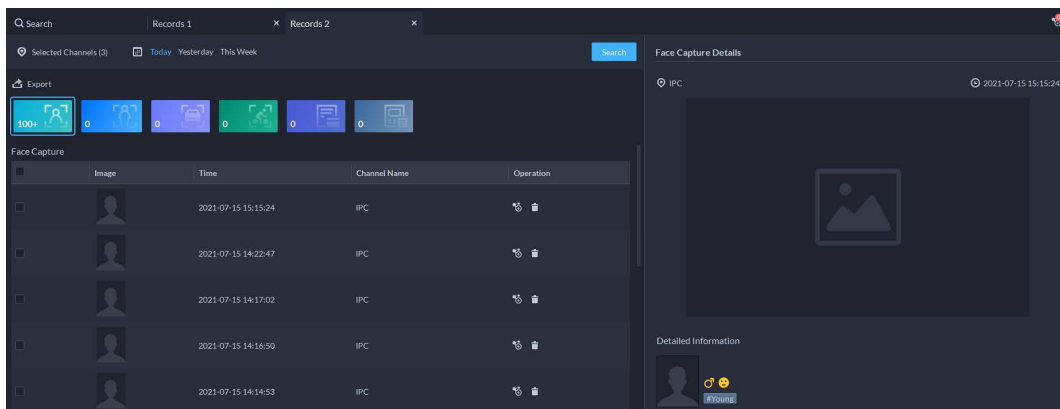 Search Records 1 × Records 2 ×
Selected Channels (3) Today Yesterday This Week Search
Export
100+ 0 0 0 0 0
Face Capture
Image Time Channel Name Operation
2021-07-15 15:15:24 IPC
2021-07-15 14:22:47 IPC
2021-07-15 14:17:02 IPC
2021-07-15 14:16:50 IPC
2021-07-15 14:14:53 IPC
Face Capture Details
IPC 2021-07-15 15:15:24
Detailed Information
#Young